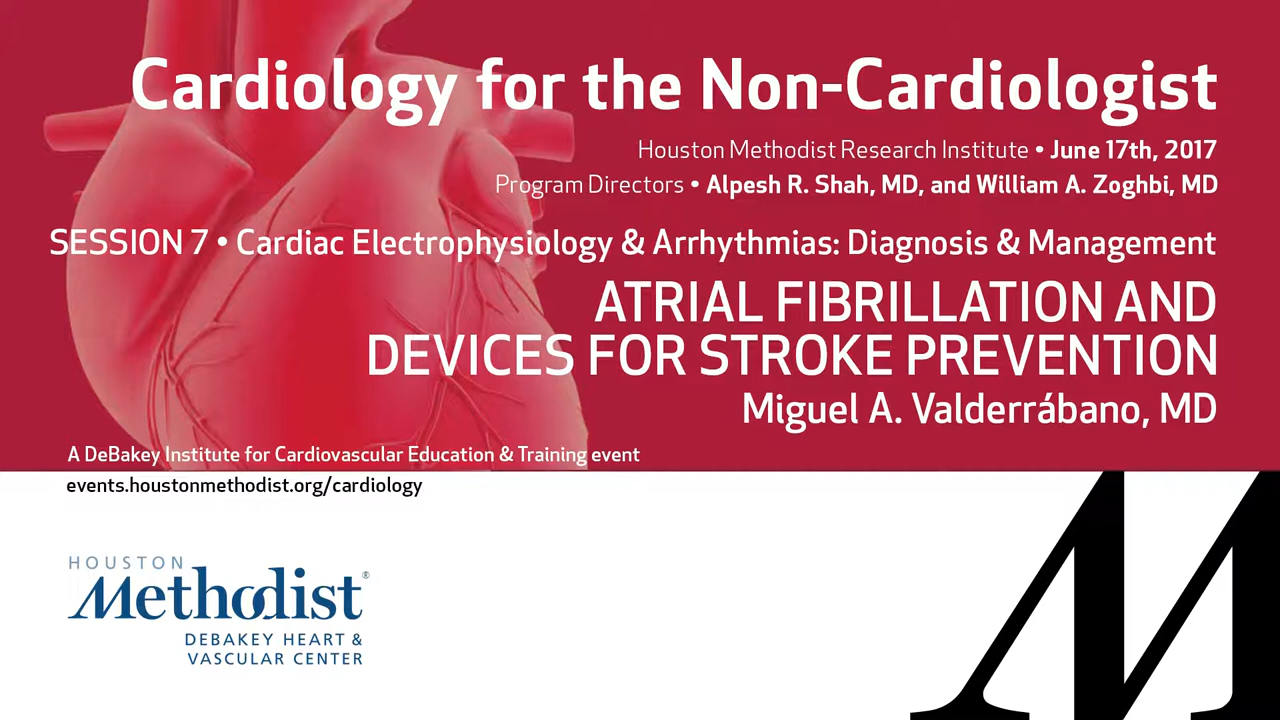 Cardiology for the Non-Cardiologist
Houston Methodist Research Institute • June 17th, 2017
Program Directors • Alpesh R. Shah, MD, and William A. Zoghbi, MD
SESSION 7 • Cardiac Electrophysiology & Arrhythmias: Diagnosis & Management
ATRIAL FIBRILLATION AND
DEVICES FOR STROKE PREVENTION
Miguel A. Valderrábano, MD
A DeBakey Institute for Cardiovascular Education & Training event
events.houstonmethodist.org/cardiology
HOUSTON
Methodist®
DEBAKEY HEART &
VASCULAR CENTER
M